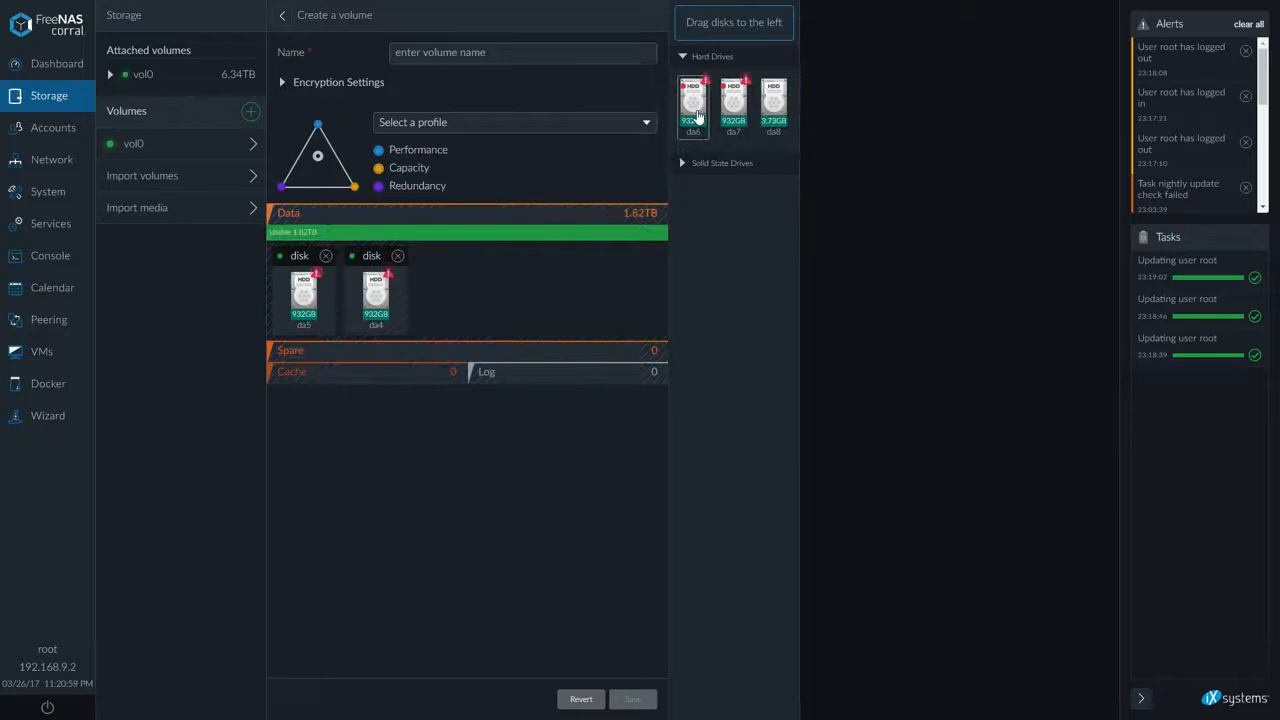 FreeNAS
corral
Dashboard
Storage
Accounts
Network
System
Services
Console
Calendar
Peering
VMs
Docker
Wizard
root
192.168.9.2
03/26/17 11:20:59 PM
Storage
Attached volumes
vol0 6.34TB
Volumes
vol0
Import volumes
Import media
Create a volume
Name *
enter volume name
Encryption Settings
Select a profile
Performance
Capacity
Redundancy
Data 1.82TB
Usable 1.82TB
disk disk
HDD HDD
932GB 932GB
da5 da4
Spare 0
Cache 0
Log 0
Revert
Save
Drag disks to the left
Hard Drives
HDD HDD HDD
932GB 3.73GB
da6 da7 da8
Solid State Drives
Alerts
clear all
User root has logged
out
23:18:08
User root has logged
in
23:17:21
User root has logged
out
23:17:10
Task nightly update
check failed
23:03:39
Tasks
Updating user root
23:19:02
Updating user root
23:18:46
Updating user root
23:18:39
iXsystems